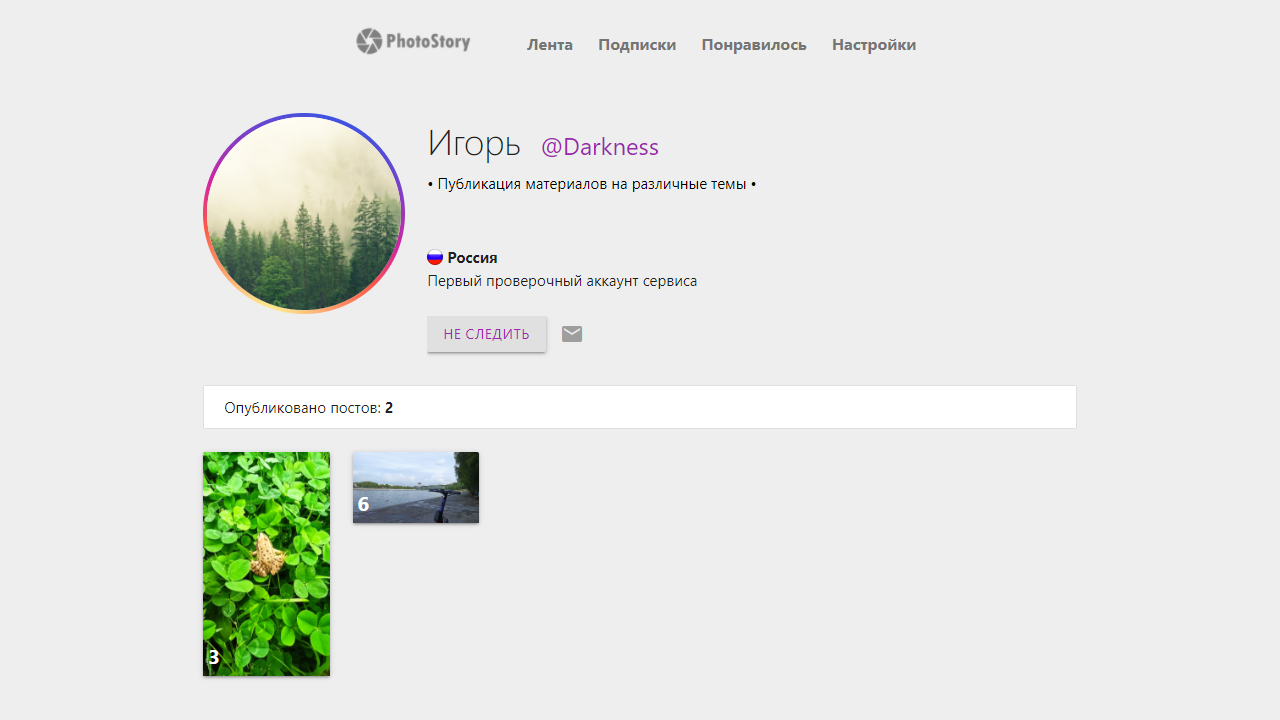 PhotoStory
Лента Подписки Понравилось Настройки
Игорь @Darkness
• Публикация материалов на различные темы •
Россия
Первый проверочный аккаунт сервиса
НЕ СЛЕДИТЬ
Опубликовано постов: 2
6
3